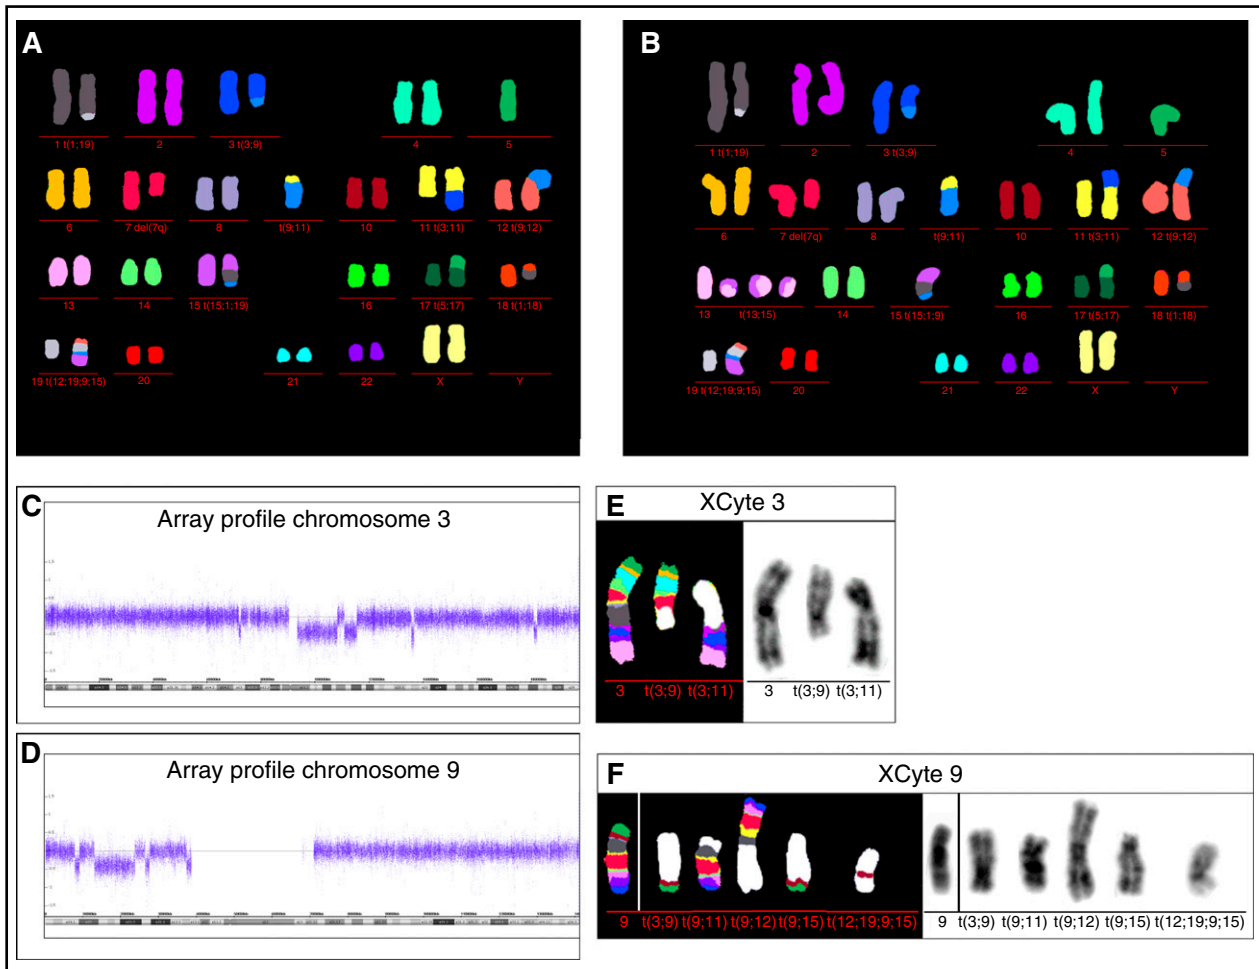 A
1 t(1;19) 2 3 t(3;9) 4 5
6 7 del(7q) 8 t(9;11) 10 11 t(3;11) 12 t(9;12)
13 14 15 t(15;1;19) 16 17 t(5;17) 18 t(1;18)
19 t(12;19;9;15) 20 21 22 X Y
B
1 t(1;19) 2 3 t(3;9) 4 5
6 7 del(7q) 8 t(9;11) 10 11 t(3;11) 12 t(9;12)
13 t(13;15) 14 15 t(15;1;9) 16 17 t(5;17) 18 t(1;18)
19 t(12;19;9;15) 20 21 22 X Y
C
Array profile chromosome 3
E
XCyte 3
3 t(3;9) t(3;11) 3 t(3;9) t(3;11)
D
Array profile chromosome 9
F
XCyte 9
9 t(3;9) t(9;11) t(9;12) t(9;15) t(12;19;9;15) 9 t(3;9) t(9;11) t(9;12) t(9;15) t(12;19;9;15)